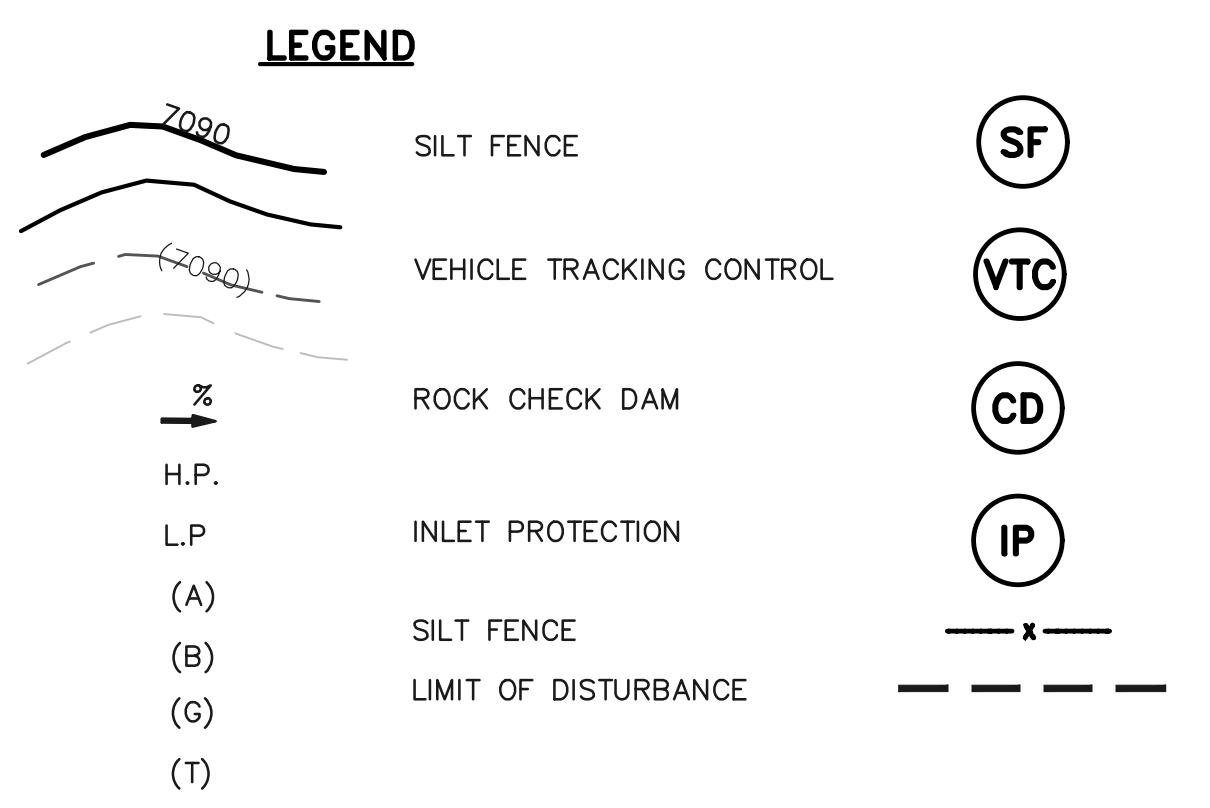 LEGEND
7090
SILT FENCE
SF
(7090)
VEHICLE TRACKING CONTROL
VTC
%
ROCK CHECK DAM
CD
H.P.
L.P
INLET PROTECTION
IP
(A)
SILT FENCE
x
(B)
LIMIT OF DISTURBANCE
(G)
(T)